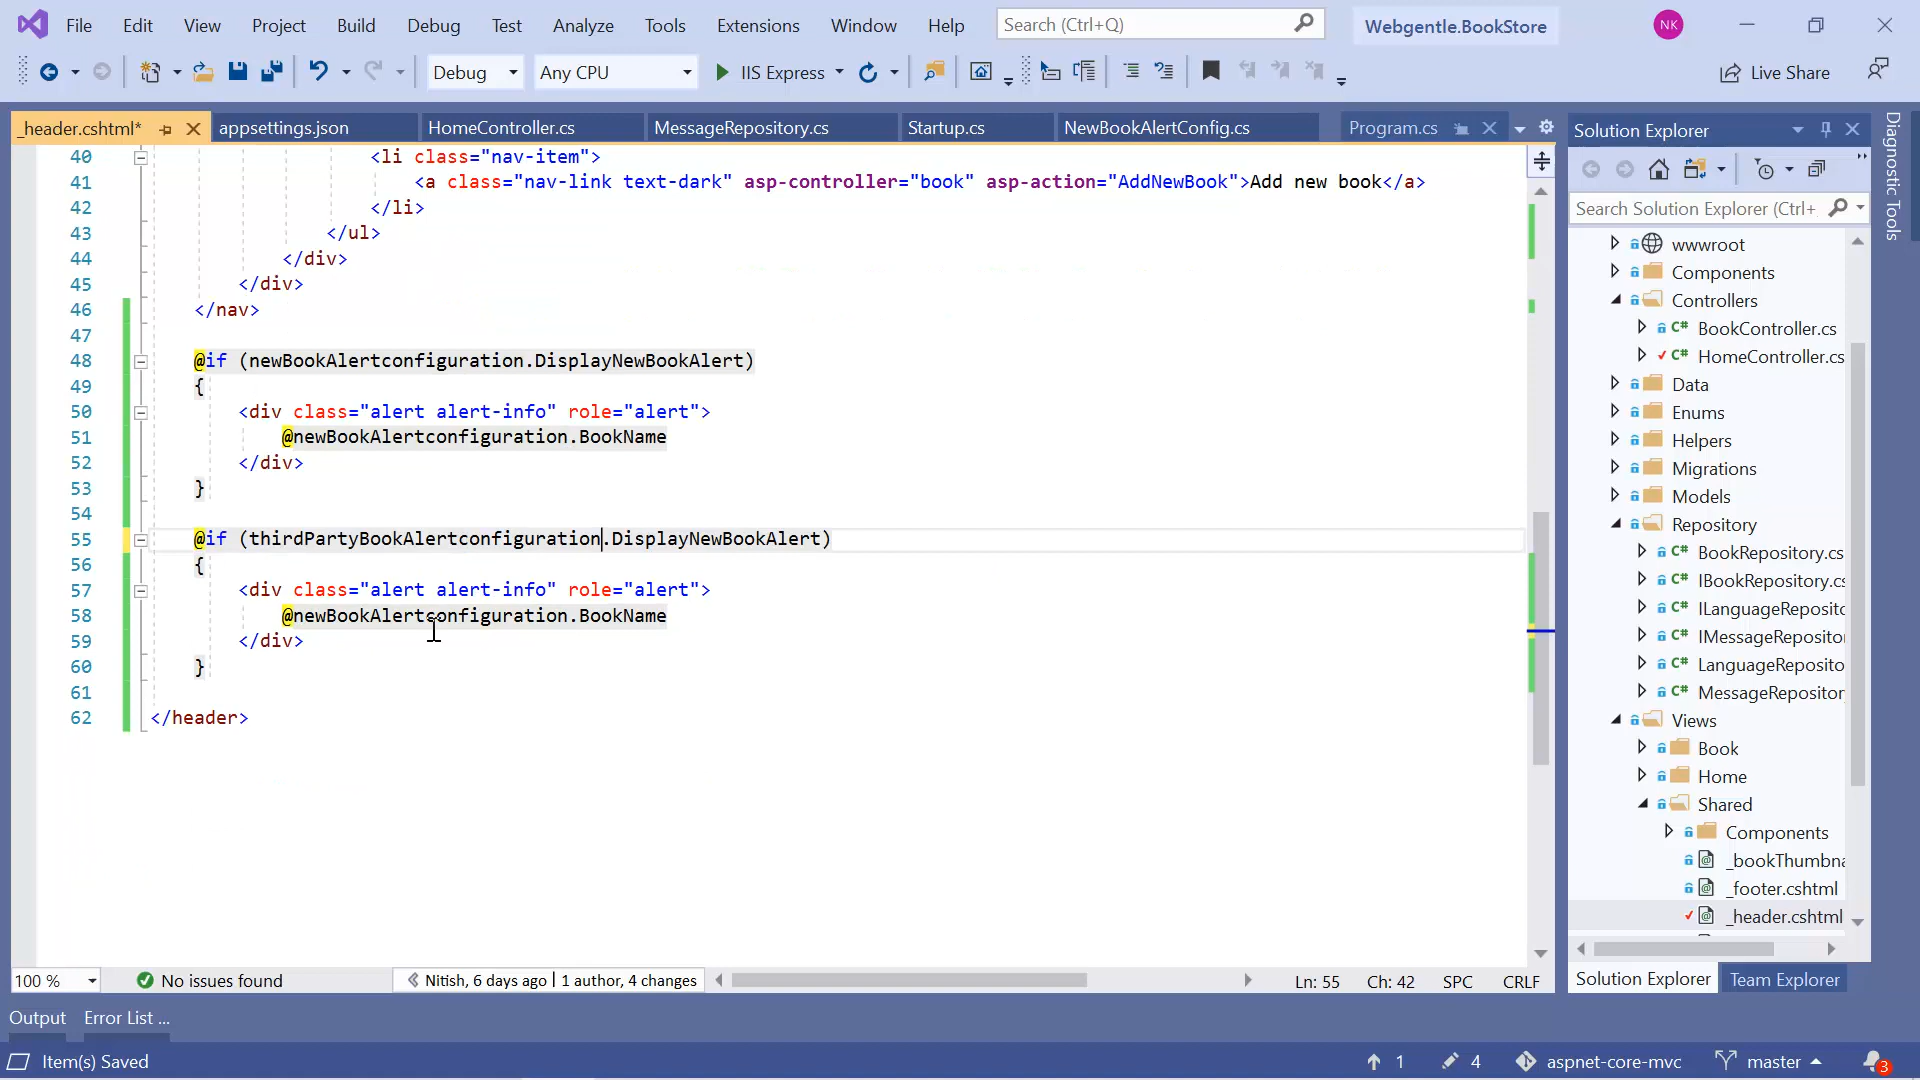 File Edit View Project Build Debug Test Analyze Tools Extensions Window Help Search (Ctrl+Q) Webgentle.BookStore NK
Debug Any CPU IIS Express Live Share
_header.cshtml* appsettings.json HomeController.cs MessageRepository.cs Startup.cs NewBookAlertConfig.cs Program.cs
40 <li class="nav-item">
41 <a class="nav-link text-dark" asp-controller="book" asp-action="AddNewBook">Add new book</a>
42 </li>
43 </ul>
44 </div>
45 </div>
46 </nav>
47
48 @if (newBookAlertconfiguration.DisplayNewBookAlert)
49 {
50 <div class="alert alert-info" role="alert">
51 @newBookAlertconfiguration.BookName
52 </div>
53 }
54
55 @if (thirdPartyBookAlertconfiguration.DisplayNewBookAlert)
56 {
57 <div class="alert alert-info" role="alert">
58 @newBookAlertconfiguration.BookName
59 </div>
60 }
61
62 </header>
100 % No issues found Nitish, 6 days ago | 1 author, 4 changes Ln: 55 Ch: 42 SPC CRLF
Solution Explorer
Search Solution Explorer (Ctrl+
wwwroot
Components
Controllers
C# BookController.cs
C# HomeController.cs
Data
Enums
Helpers
Migrations
Models
Repository
C# BookRepository.cs
C# IBookRepository.cs
C# ILanguageReposito
C# IMessageRepositor
C# LanguageReposito
C# MessageRepositor
Views
Book
Home
Shared
Components
_bookThumbna
_footer.cshtml
_header.cshtml
Solution Explorer Team Explorer
Diagnostic Tools
Output Error List ...
Item(s) Saved 1 4 aspnet-core-mvc master 3